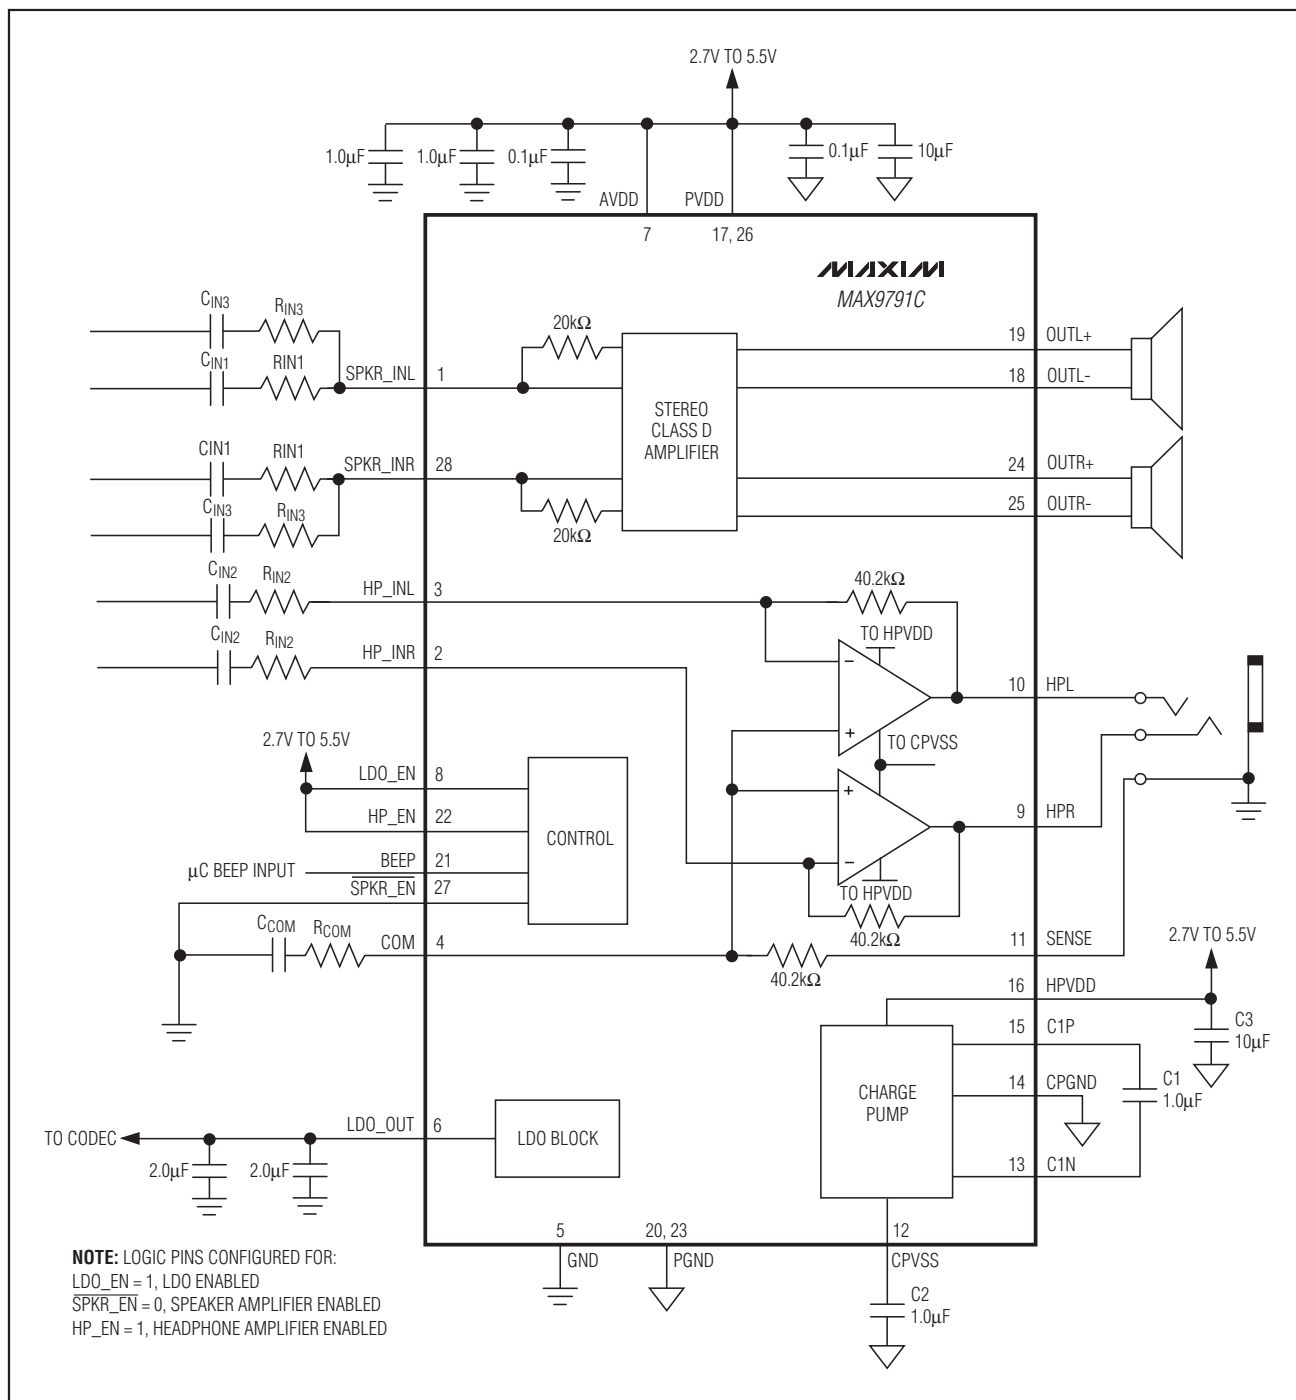 2.7V TO 5.5V
1.0µF
1.0µF
0.1µF
0.1µF
10µF
AVDD
PVDD
7
17, 26
MAXIM
MAX9791C
CIN3
RIN3
CIN1
RIN1
SPKR_INL
1
20kΩ
STEREO
CLASS D
AMPLIFIER
19
OUTL+
18
OUTL-
CIN1
RIN1
SPKR_INR
28
24
OUTR+
CIN3
RIN3
20kΩ
25
OUTR-
CIN2
RIN2
HP_INL
3
40.2kΩ
TO HPVDD
CIN2
RIN2
HP_INR
2
−
+
10
HPL
2.7V TO 5.5V
TO CPVSS
LDO_EN
8
HP_EN
22
CONTROL
+
−
9
HPR
µC BEEP INPUT
BEEP
21
SPKR_EN
27
TO HPVDD
40.2kΩ
CCOM
RCOM
COM
4
40.2kΩ
11
SENSE
2.7V TO 5.5V
16
HPVDD
15
C1P
C3
10µF
CHARGE
PUMP
14
CPGND
C1
1.0µF
13
C1N
TO CODEC
LDO_OUT
6
LDO BLOCK
2.0µF
2.0µF
5
GND
20, 23
PGND
12
CPVSS
C2
1.0µF
NOTE: LOGIC PINS CONFIGURED FOR:
LDO_EN = 1, LDO ENABLED
SPKR_EN = 0, SPEAKER AMPLIFIER ENABLED
HP_EN = 1, HEADPHONE AMPLIFIER ENABLED